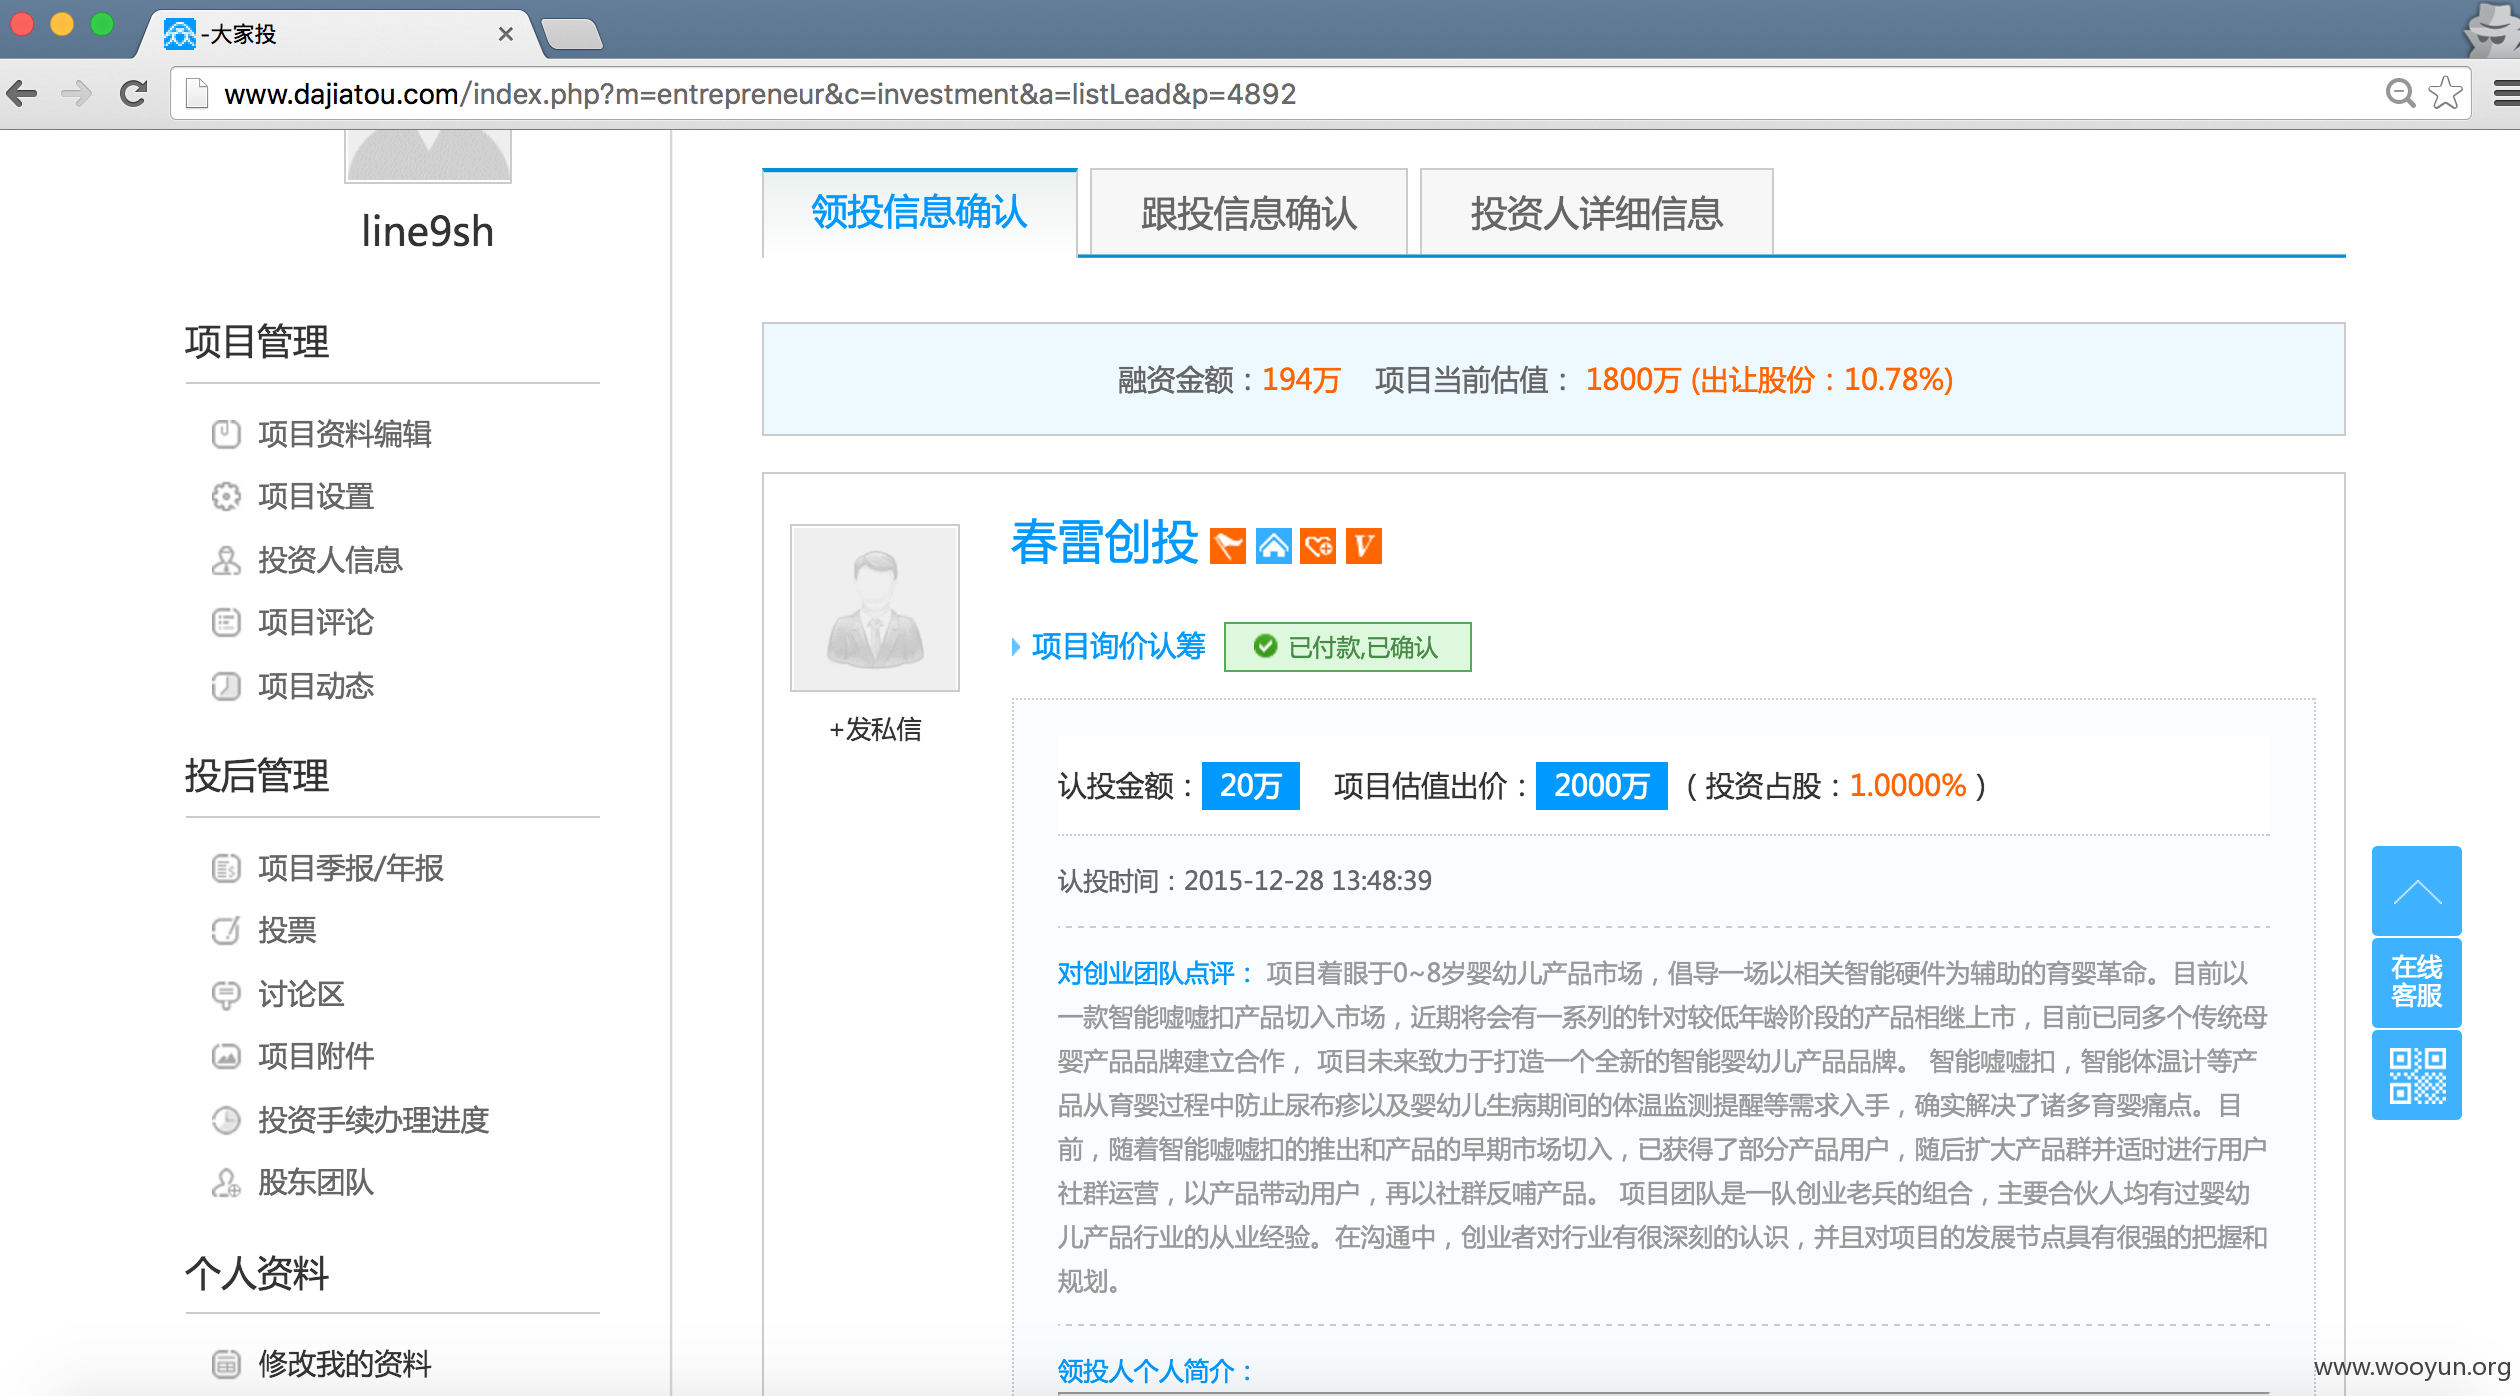 -大家投
www.dajiatou.com/index.php?m=entrepreneur&c=investment&a=listLead&p=4892
line9sh
项目管理
项目资料编辑
项目设置
投资人信息
项目评论
项目动态
投后管理
项目季报/年报
投票
讨论区
项目附件
投资手续办理进度
股东团队
个人资料
修改我的资料
领投信息确认
跟投信息确认
投资人详细信息
融资金额：194万 项目当前估值： 1800万 (出让股份：10.78%)
春雷创投
V
项目询价认筹
已付款,已确认
+发私信
认投金额：20万 项目估值出价：2000万 （投资占股：1.0000%）
认投时间：2015-12-28 13:48:39
对创业团队点评： 项目着眼于0~8岁婴幼儿产品市场，倡导一场以相关智能硬件为辅助的育婴革命。目前以
一款智能嘘嘘扣产品切入市场，近期将会有一系列的针对较低年龄阶段的产品相继上市，目前已同多个传统母
婴产品品牌建立合作， 项目未来致力于打造一个全新的智能婴幼儿产品品牌。 智能嘘嘘扣，智能体温计等产
品从育婴过程中防止尿布疹以及婴幼儿生病期间的体温监测提醒等需求入手，确实解决了诸多育婴痛点。目
前，随着智能嘘嘘扣的推出和产品的早期市场切入，已获得了部分产品用户，随后扩大产品群并适时进行用户
社群运营，以产品带动用户，再以社群反哺产品。 项目团队是一队创业老兵的组合，主要合伙人均有过婴幼
儿产品行业的从业经验。在沟通中，创业者对行业有很深刻的认识，并且对项目的发展节点具有很强的把握和
规划。
领投人个人简介：
在线
客服
www.wooyun.org